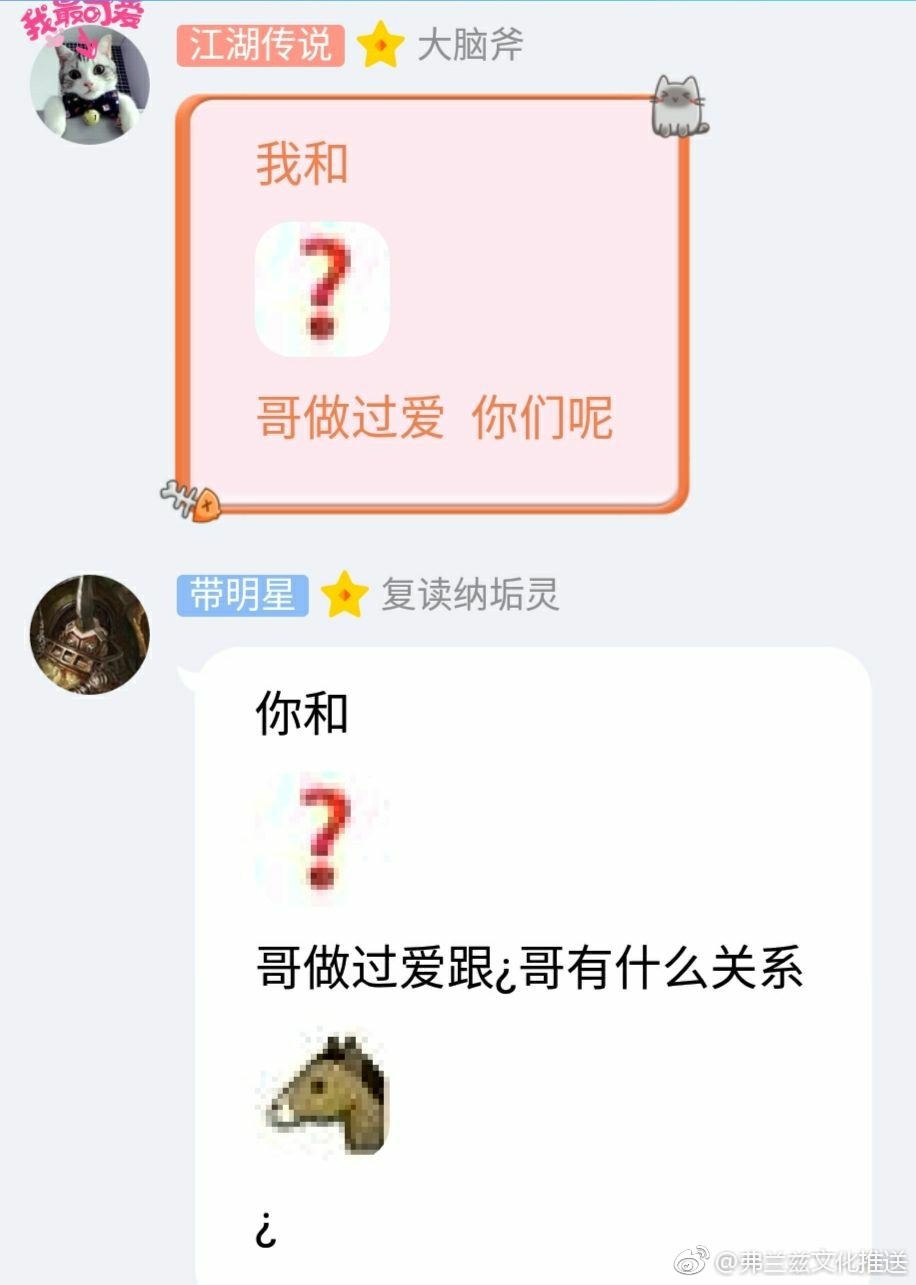 我最可爱
江湖传说 大脑斧
我和
?
哥做过爱 你们呢
带明星 复读纳垢灵
你和
?
哥做过爱跟¿哥有什么关系
¿
@弗兰兹文化推送